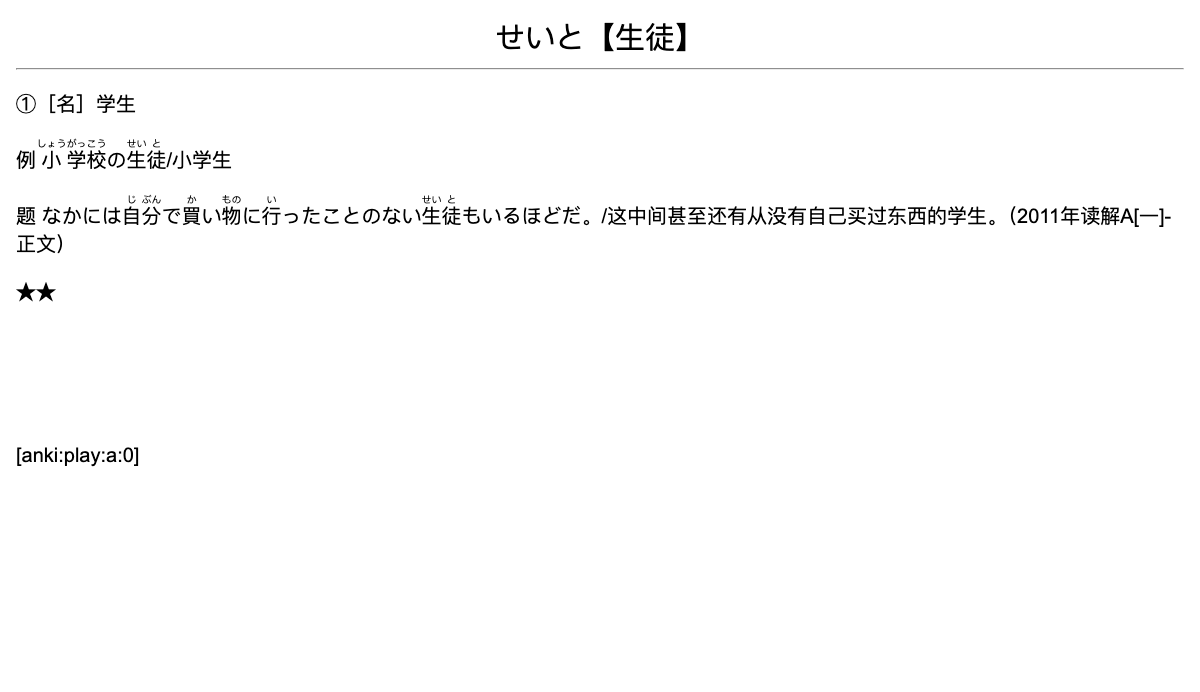 せいと【生徒】
①［名］学生
しょうがっこう せい と
例 小学校の生徒/小学生
じ ぶん か もの い せい と
题 なかには自分で買い物に行ったことのない生徒もいるほどだ。/这中间甚至还有从没有自己买过东西的学生。（2011年读解A[一]-
正文）
★★
[anki:play:a:0]